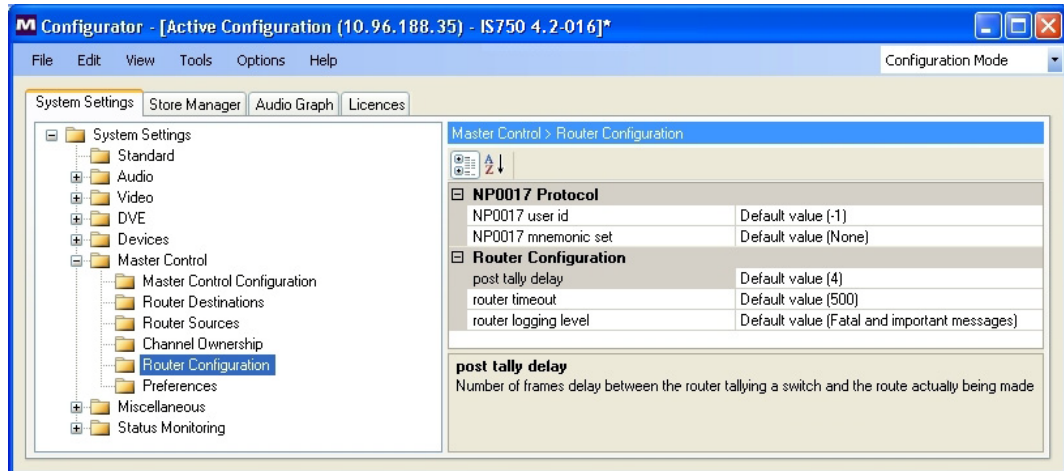 M Configurator - [Active Configuration (10.96.188.35) - IS750 4.2-016]*
File Edit View Tools Options Help Configuration Mode
System Settings Store Manager Audio Graph Licences
System Settings
Standard
Audio
Video
DVE
Devices
Master Control
Master Control Configuration
Router Destinations
Router Sources
Channel Ownership
Router Configuration
Preferences
Miscellaneous
Status Monitoring
Master Control > Router Configuration
A Z
NP0017 Protocol
NP0017 user id Default value (-1)
NP0017 mnemonic set Default value (None)
Router Configuration
post tally delay Default value (4)
router timeout Default value (500)
router logging level Default value (Fatal and important messages)
post tally delay
Number of frames delay between the router tallying a switch and the route actually being made